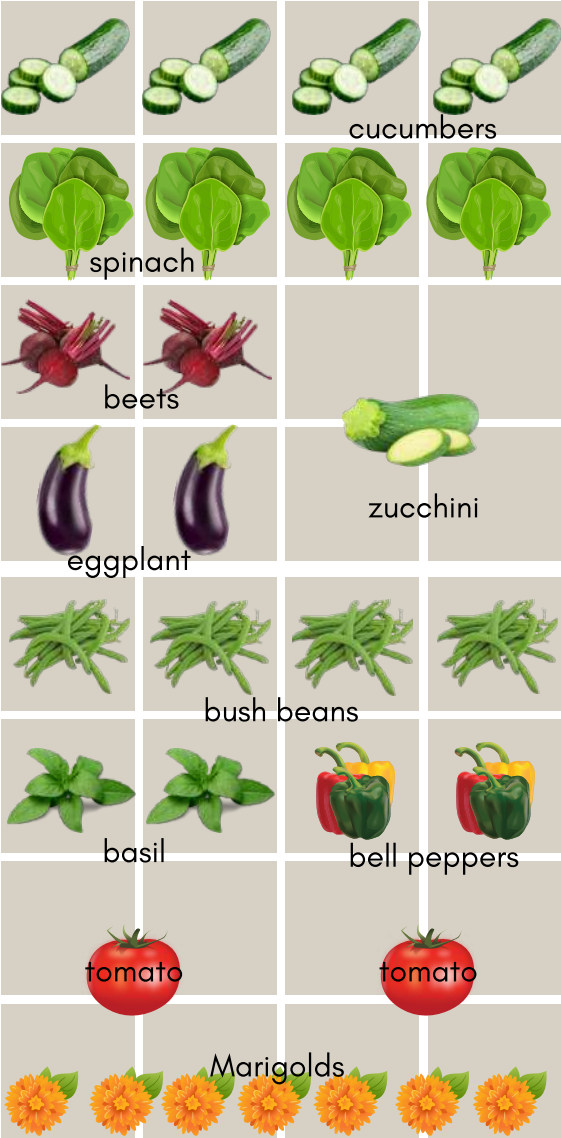 cucumbers
spinach
beets
zucchini
eggplant
bush beans
basil
bell peppers
tomato
tomato
Marigolds